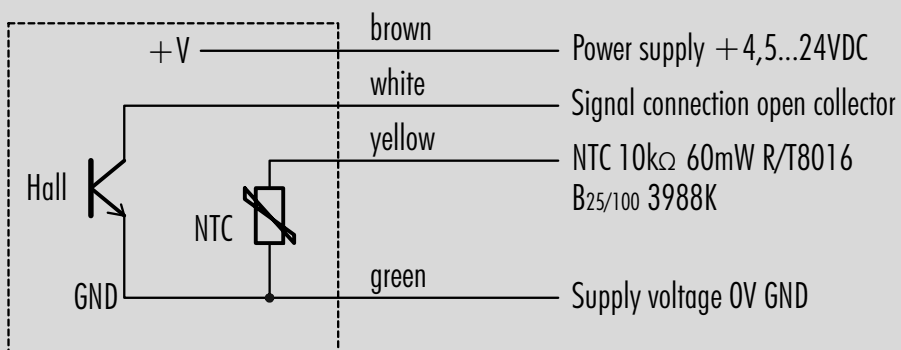 brown
+V
Power supply +4,5...24VDC
white
Signal connection open collector
yellow
NTC 10kΩ 60mW R/T8016
B25/100 3988K
Hall
NTC
green
GND
Supply voltage 0V GND